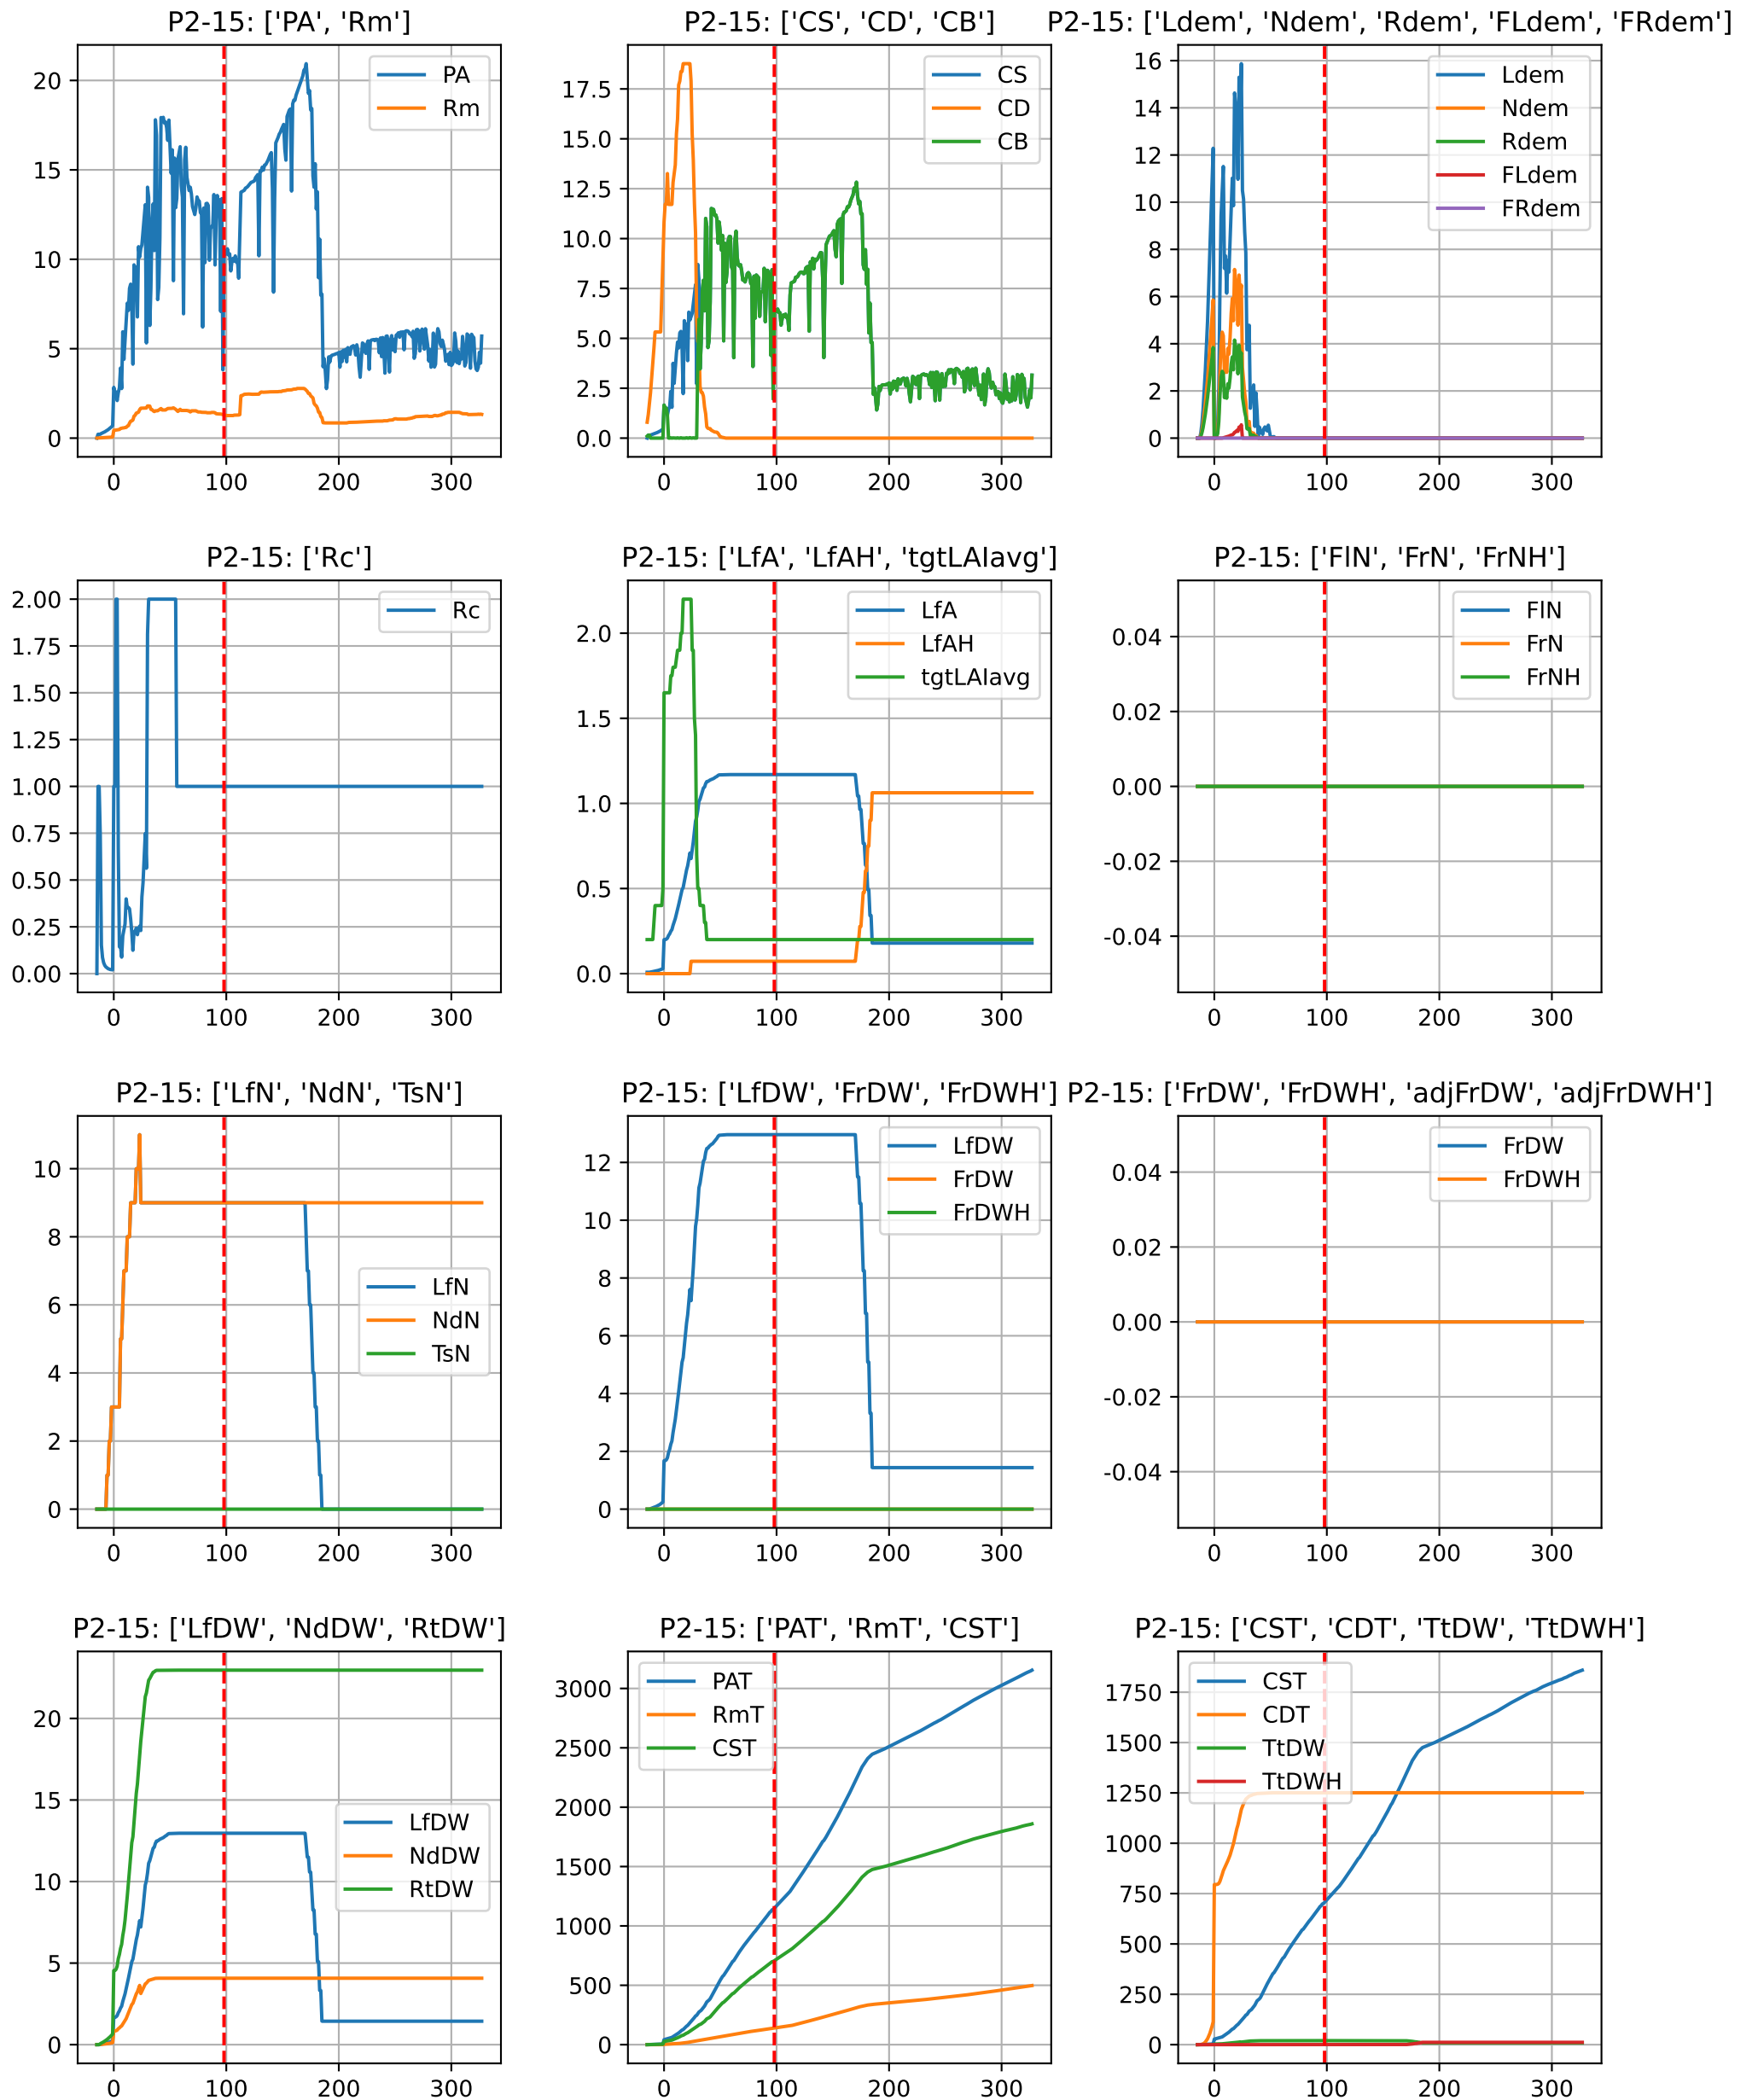 P2-15: ['PA', 'Rm']
P2-15: ['CS', 'CD', 'CB']
P2-15: ['Ldem', 'Ndem', 'Rdem', 'FLdem', 'FRdem']
20
15
10
5
0
0 100 200 300
PA
Rm
17.5
15.0
12.5
10.0
7.5
5.0
2.5
0.0
0 100 200 300
CS
CD
CB
16
14
12
10
8
6
4
2
0
0 100 200 300
Ldem
Ndem
Rdem
FLdem
FRdem
P2-15: ['Rc']
P2-15: ['LfA', 'LfAH', 'tgtLAIavg']
P2-15: ['FlN', 'FrN', 'FrNH']
2.00
1.75
1.50
1.25
1.00
0.75
0.50
0.25
0.00
0 100 200 300
Rc
2.0
1.5
1.0
0.5
0.0
0 100 200 300
LfA
LfAH
tgtLAIavg
0.04
0.02
0.00
-0.02
-0.04
0 100 200 300
FlN
FrN
FrNH
P2-15: ['LfN', 'NdN', 'TsN']
P2-15: ['LfDW', 'FrDW', 'FrDWH']
P2-15: ['FrDW', 'FrDWH', 'adjFrDW', 'adjFrDWH']
10
8
6
4
2
0
0 100 200 300
LfN
NdN
TsN
12
10
8
6
4
2
0
0 100 200 300
LfDW
FrDW
FrDWH
0.04
0.02
0.00
-0.02
-0.04
0 100 200 300
FrDW
FrDWH
P2-15: ['LfDW', 'NdDW', 'RtDW']
P2-15: ['PAT', 'RmT', 'CST']
P2-15: ['CST', 'CDT', 'TtDW', 'TtDWH']
20
15
10
5
0
0 100 200 300
LfDW
NdDW
RtDW
3000
2500
2000
1500
1000
500
0
0 100 200 300
PAT
RmT
CST
1750
1500
1250
1000
750
500
250
0
0 100 200 300
CST
CDT
TtDW
TtDWH